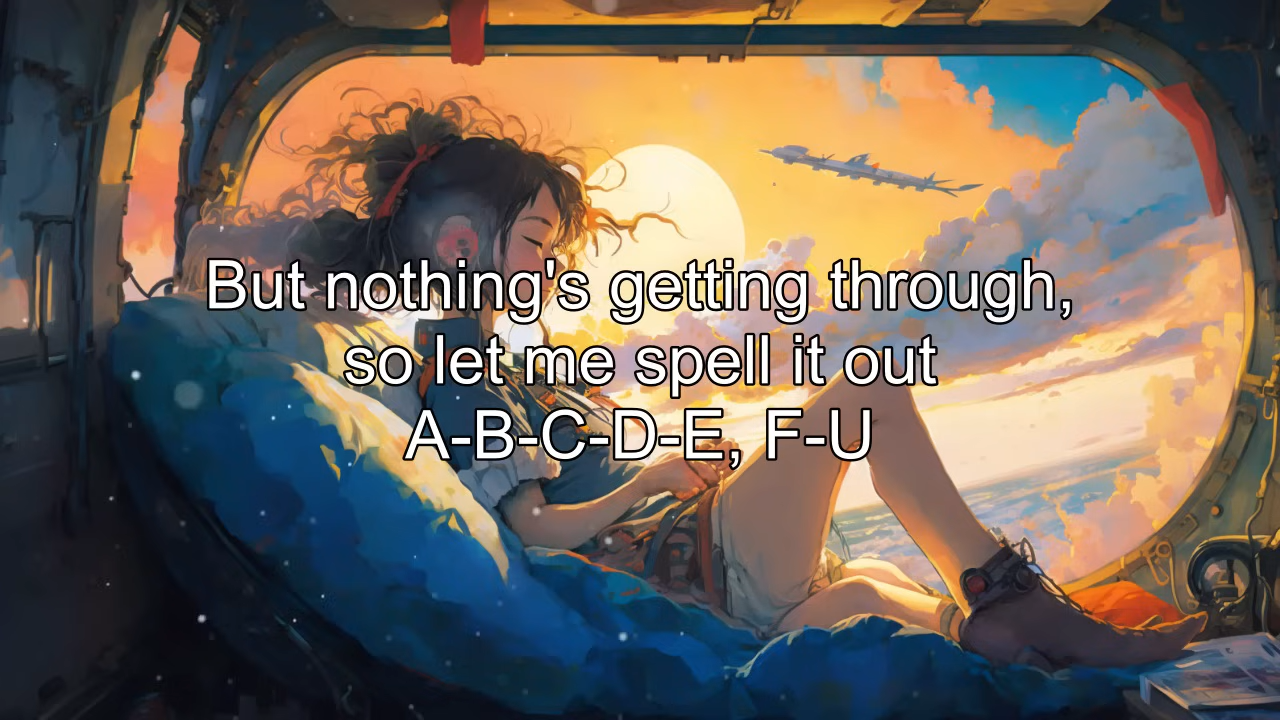 But nothing's getting through,
so let me spell it out
A-B-C-D-E, F-U